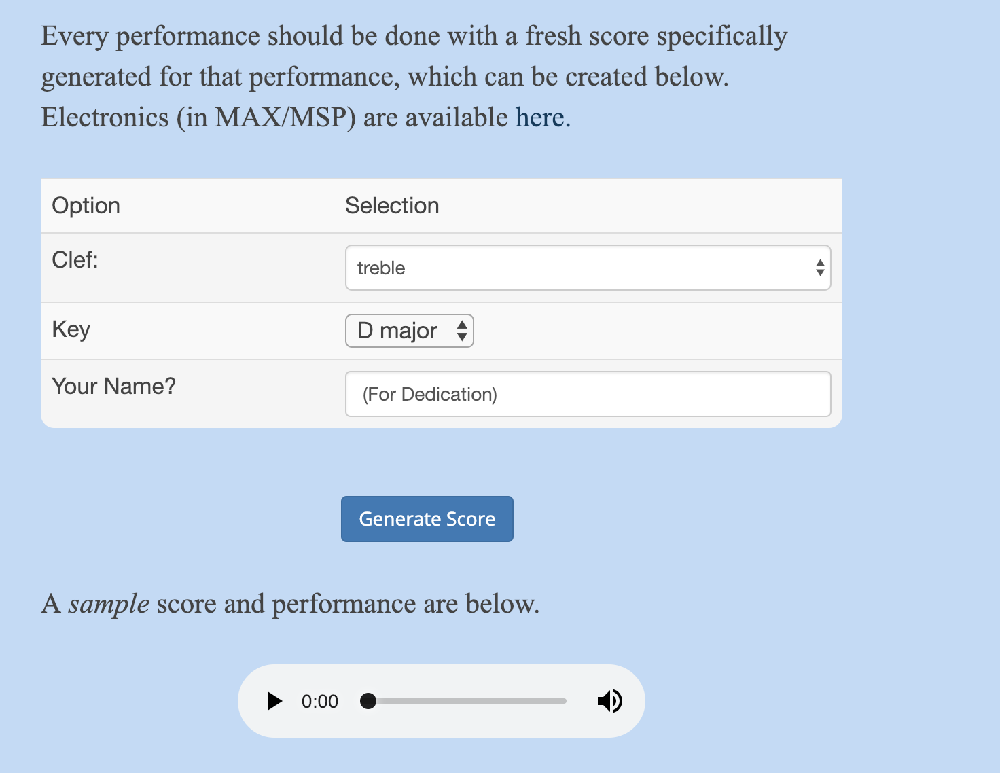 Every performance should be done with a fresh score specifically
generated for that performance, which can be created below.
Electronics (in MAX/MSP) are available here.
Option Selection
Clef: treble
Key D major
Your Name? (For Dedication)
Generate Score
A sample score and performance are below.
0:00